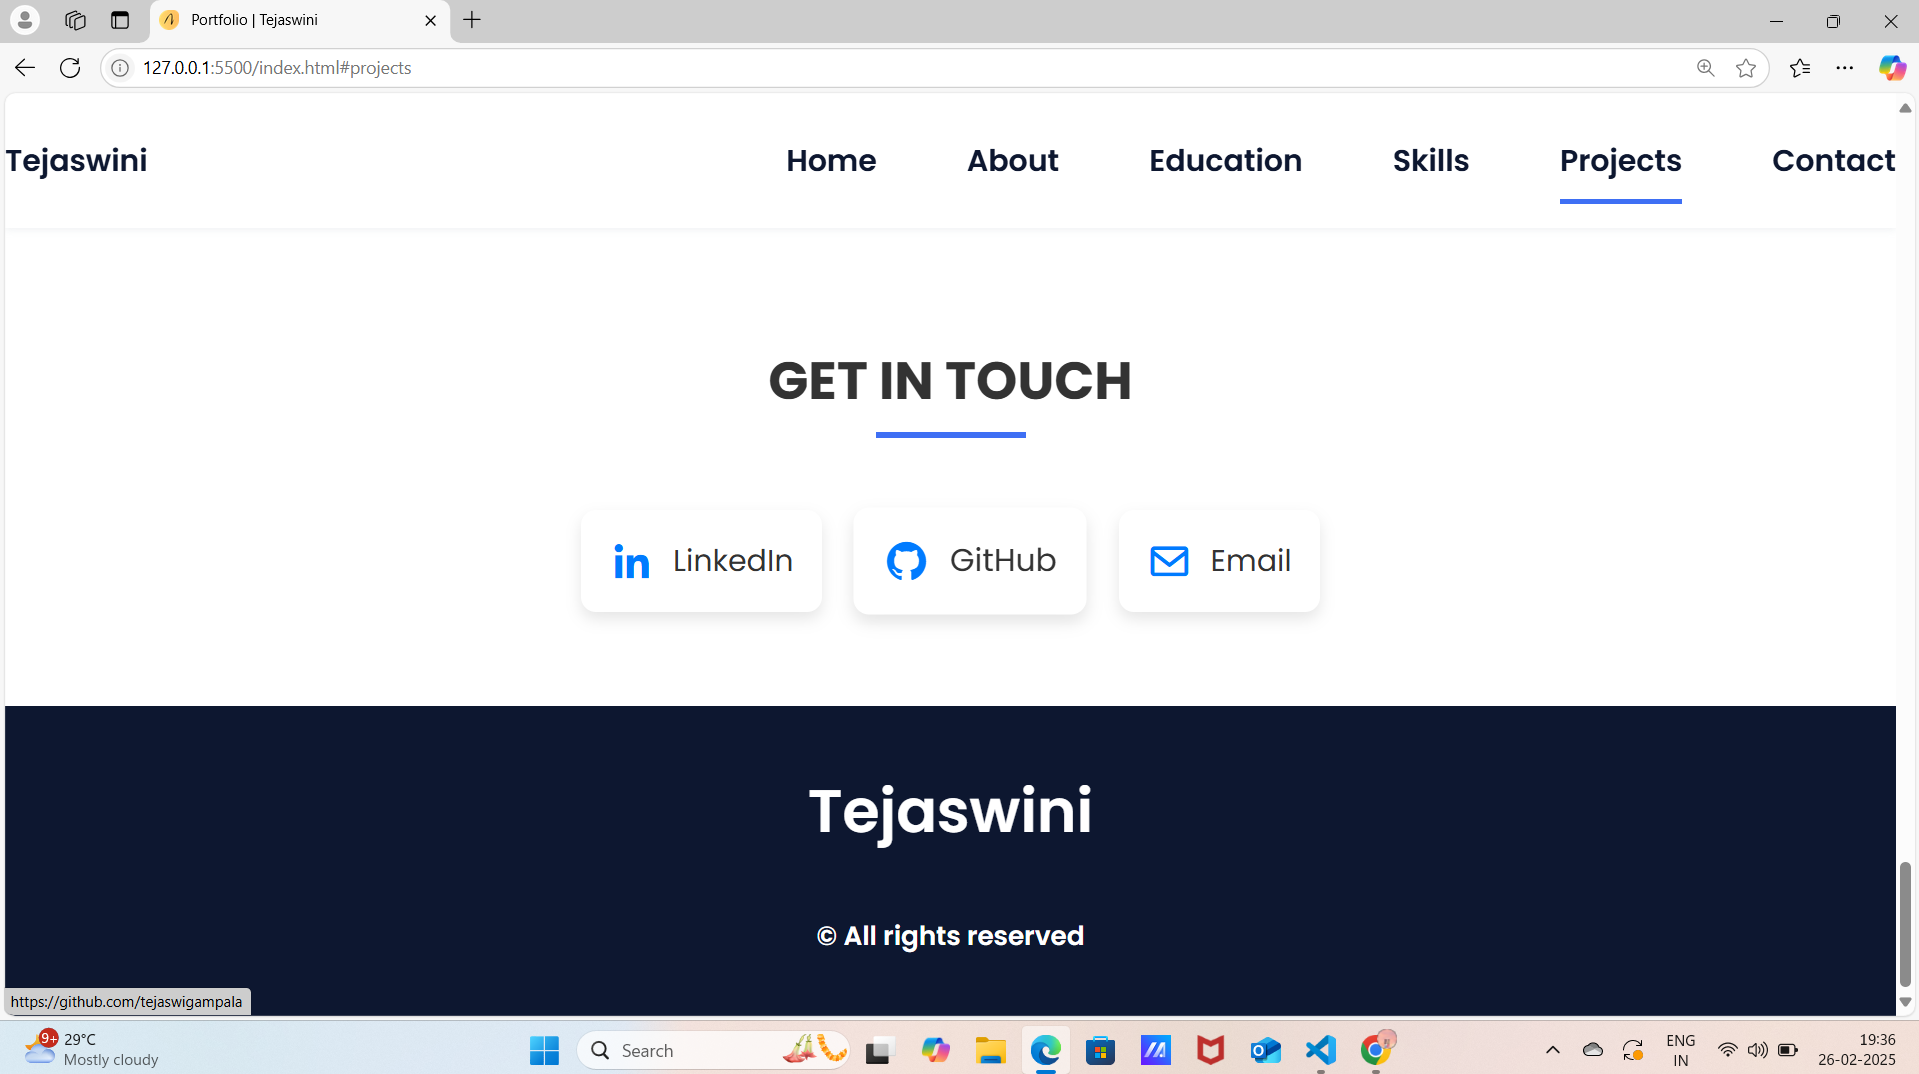 Portfolio | Tejaswini
127.0.0.1:5500/index.html#projects
Tejaswini
Home About Education Skills Projects Contact
GET IN TOUCH
LinkedIn GitHub Email
Tejaswini
© All rights reserved
https://github.com/tejaswigampala
9+ 29°C
Mostly cloudy
Search
ENG
IN
19:36
26-02-2025